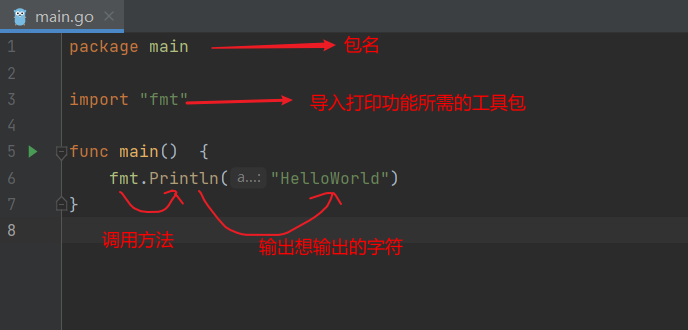 main.go
1 package main 包名
2
3 import "fmt" 导入打印功能所需的工具包
4
5 func main() {
6 fmt.Println( a...: "HelloWorld")
7 }
8
调用方法 输出想输出的字符